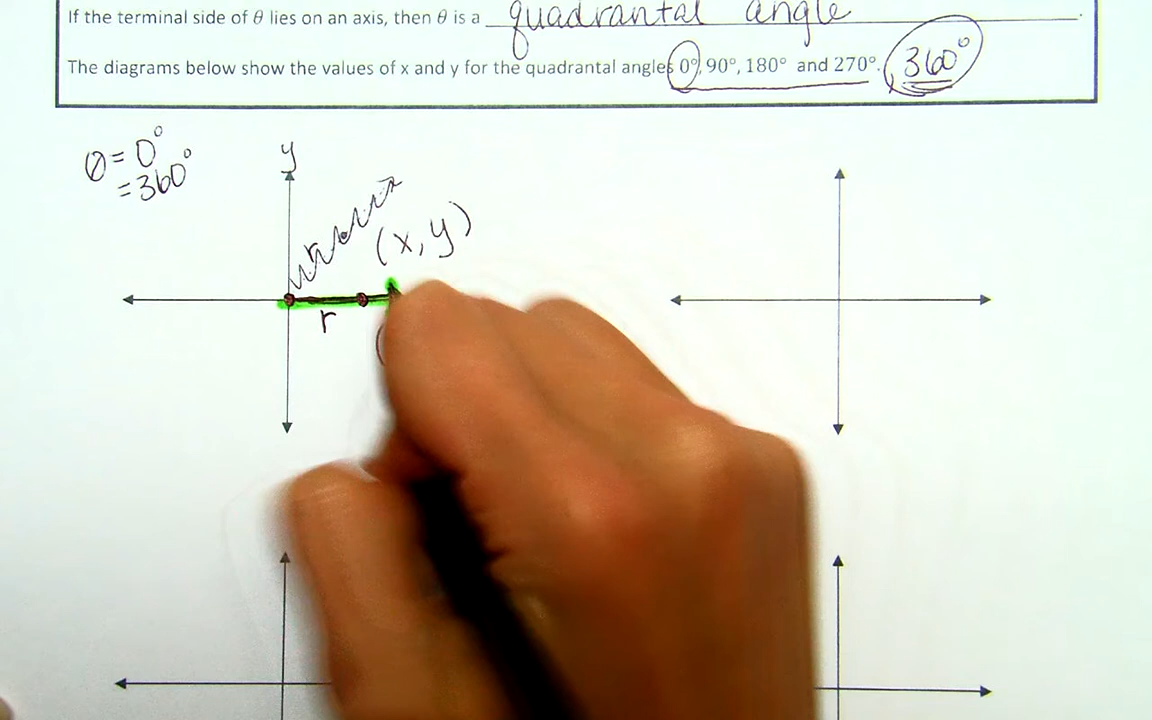 If the terminal side of θ lies on an axis, then θ is a quadrantal angle.
The diagrams below show the values of x and y for the quadrantal angles 0°, 90°, 180° and 270°. , 360°
θ = 0°
= 360°
y
r
(x, y)
r
(